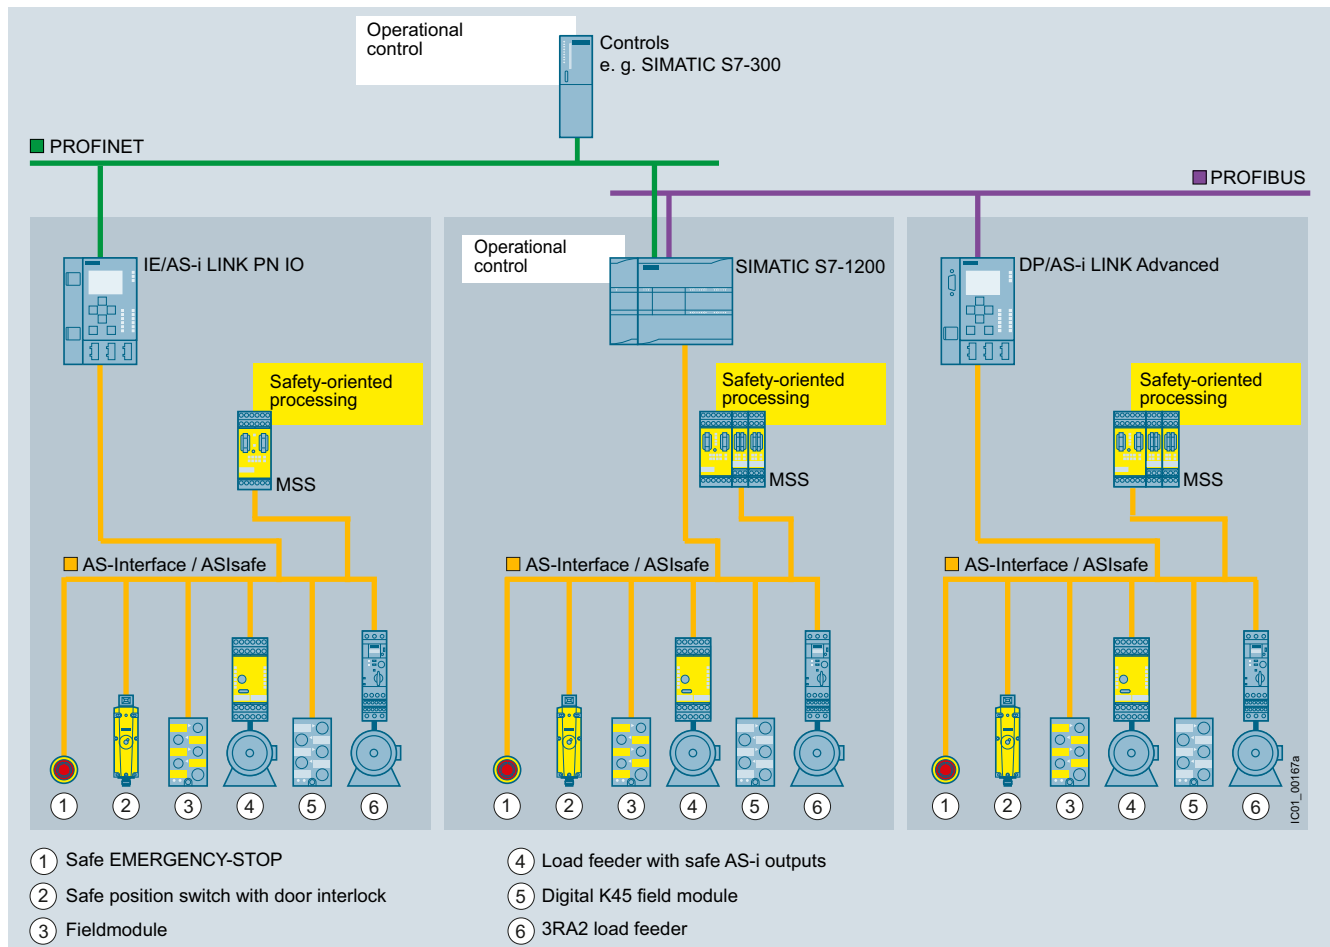 Operational
control
Controls
e. g. SIMATIC S7-300
PROFINET
PROFIBUS
IE/AS-i LINK PN IO
Operational
control
SIMATIC S7-1200
DP/AS-i LINK Advanced
Safety-oriented
processing
MSS
Safety-oriented
processing
MSS
Safety-oriented
processing
MSS
AS-Interface / ASIsafe
AS-Interface / ASIsafe
AS-Interface / ASIsafe
1 2 3 4 5 6
1 2 3 4 5 6
1 2 3 4 5 6
IC01_00167a
1 Safe EMERGENCY-STOP
2 Safe position switch with door interlock
3 Fieldmodule
4 Load feeder with safe AS-i outputs
5 Digital K45 field module
6 3RA2 load feeder